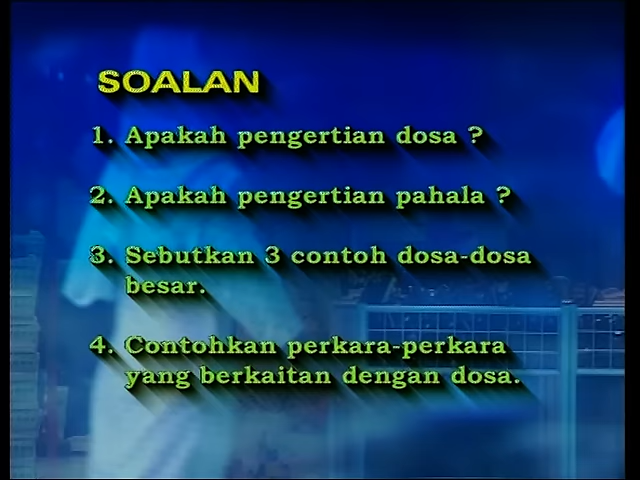 SOALAN
1. Apakah pengertian dosa ?
2. Apakah pengertian pahala ?
3. Sebutkan 3 contoh dosa-dosa
besar.
4. Contohkan perkara-perkara
yang berkaitan dengan dosa.